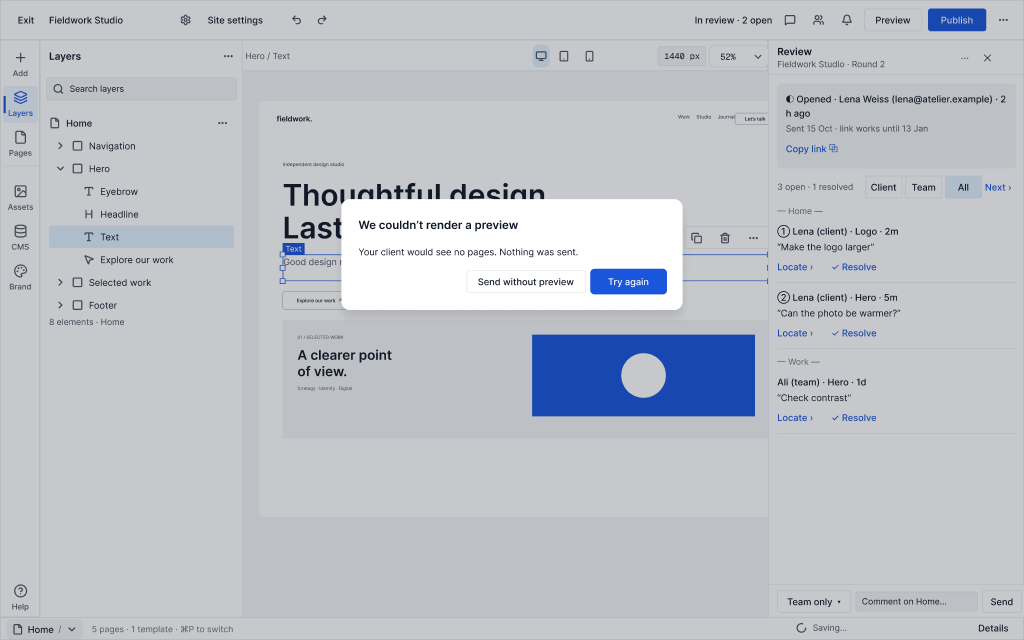 Exit Fieldwork Studio Site settings In review · 2 open Preview Publish
Layers
Add
Layers
Pages
Assets
CMS
Brand
Help
Search layers
Home
Navigation
Hero
Eyebrow
Headline
Text
Explore our work
Selected work
Footer
8 elements · Home
Hero / Text 1440 px 52%
fieldwork. Work Studio Journal Let's talk
Independent design studio
Thoughtful design.
Last
Text
Good design
Explore our work
01 / SELECTED WORK
A clearer point
of view.
Strategy · Identity · Digital
We couldn’t render a preview
Your client would see no pages. Nothing was sent.
Send without preview Try again
Review
Fieldwork Studio · Round 2
Opened · Lena Weiss (lena@atelier.example) · 2
h ago
Sent 15 Oct · link works until 13 Jan
Copy link
3 open · 1 resolved Client Team All Next ›
— Home —
1 Lena (client) · Logo · 2m
“Make the logo larger”
Locate › ✓ Resolve
2 Lena (client) · Hero · 5m
“Can the photo be warmer?”
Locate › ✓ Resolve
— Work —
Ali (team) · Hero · 1d
“Check contrast”
Locate › ✓ Resolve
Team only Comment on Home... Send
Home / 5 pages · 1 template · ⌘P to switch Saving... Details